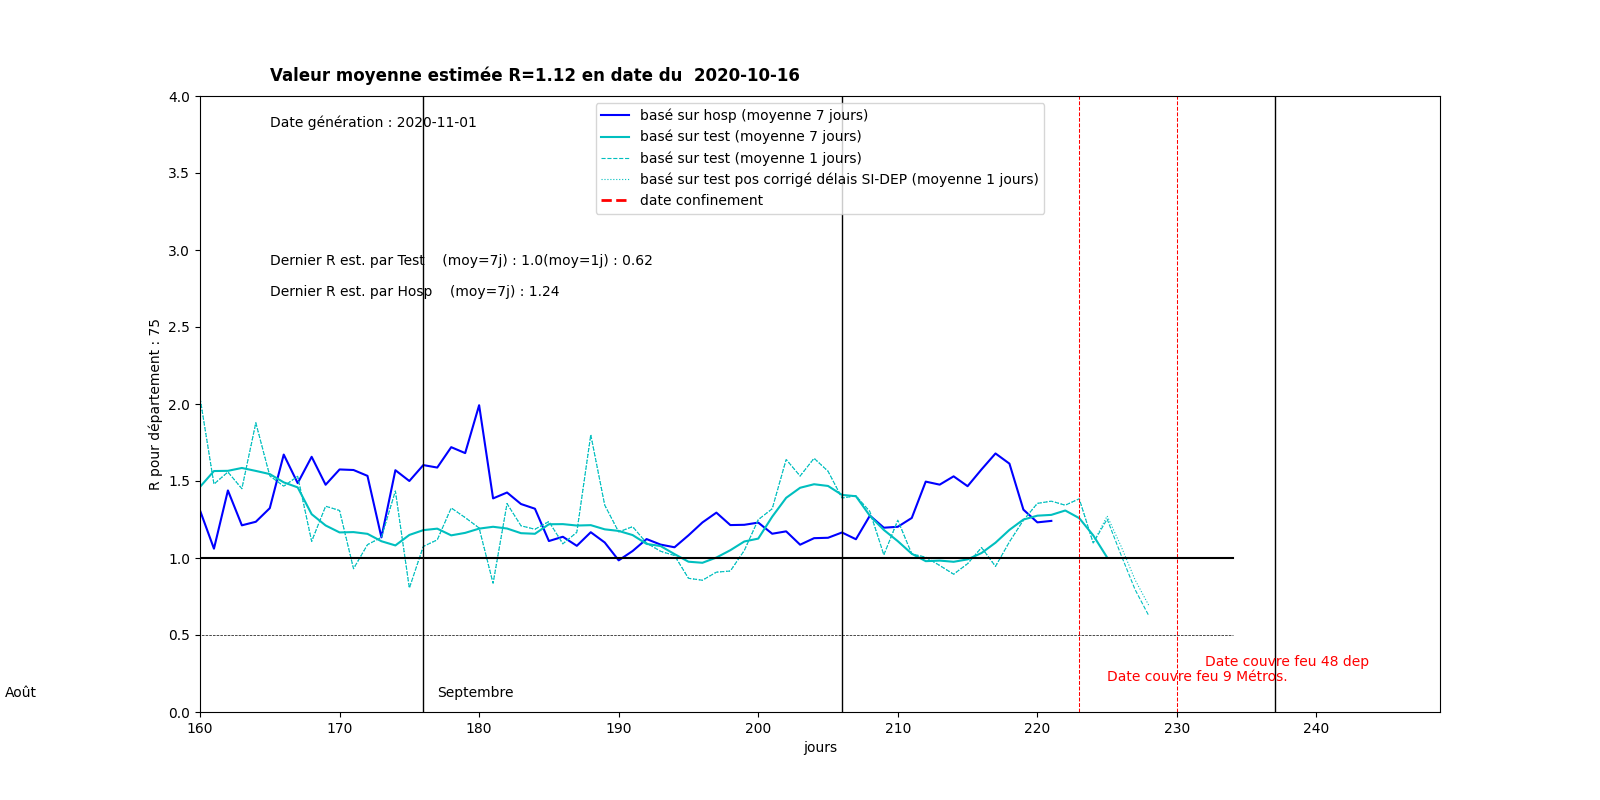 Valeur moyenne estimée R=1.12 en date du  2020-10-16
4.0
Date génération : 2020-11-01
basé sur hosp (moyenne 7 jours)
basé sur test (moyenne 7 jours)
basé sur test (moyenne 1 jours)
basé sur test pos corrigé délais SI-DEP (moyenne 1 jours)
date confinement
3.5
3.0
Dernier R est. par Test    (moy=7j) : 1.0(moy=1j) : 0.62
Dernier R est. par Hosp    (moy=7j) : 1.24
2.5
R pour département : 75
2.0
1.5
1.0
0.5
Date couvre feu 48 dep
Date couvre feu 9 Métros.
Août
Septembre
0.0
160 170 180 190 200 210 220 230 240
jours